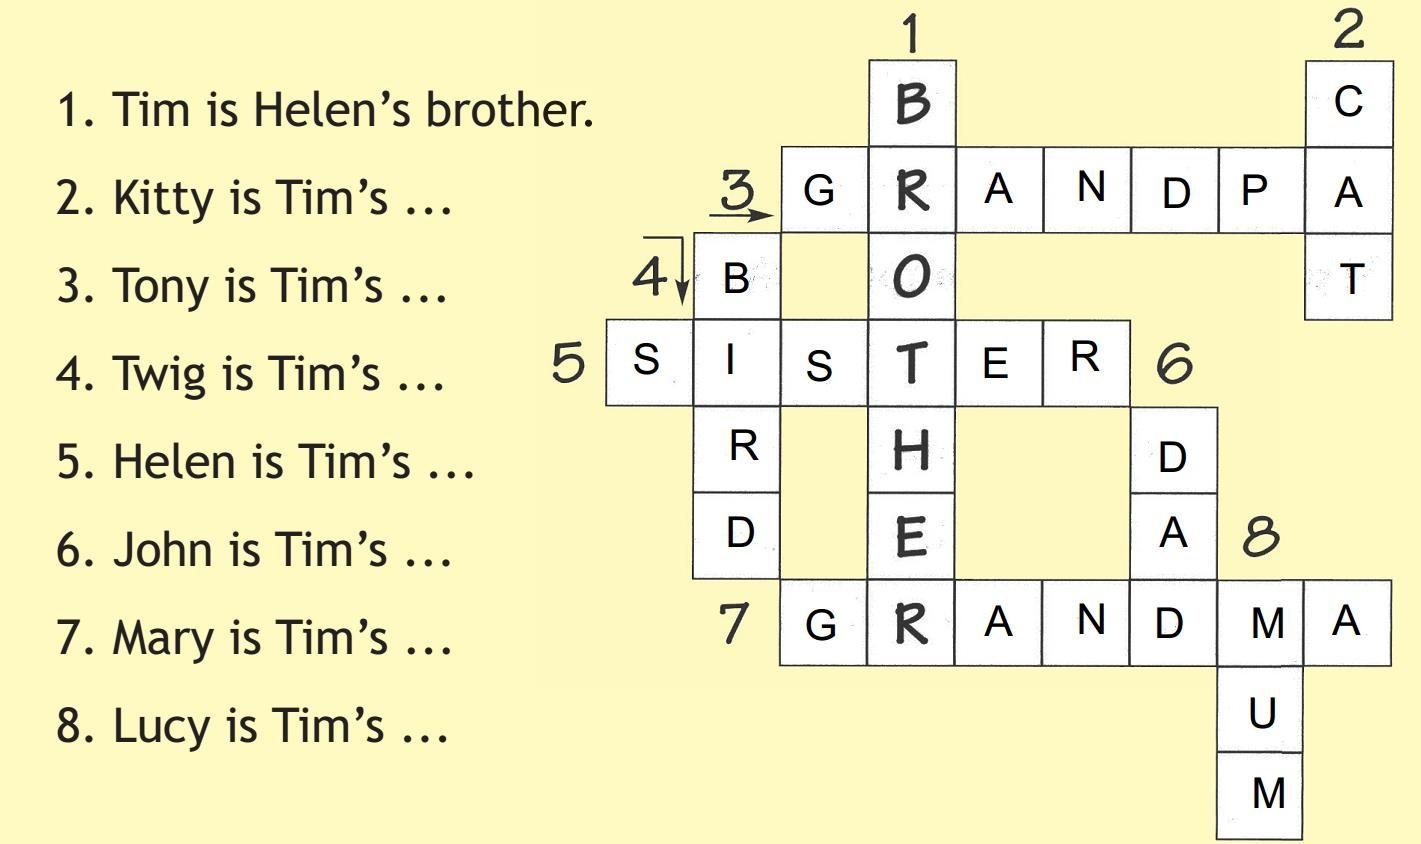 1. Tim is Helen's brother.
2. Kitty is Tim's ...
3. Tony is Tim's ...
4. Twig is Tim's ...
5. Helen is Tim's ...
6. John is Tim's ...
7. Mary is Tim's ...
8. Lucy is Tim's ...
1 2
B C
3 G R A N D P A
4 B O T
5 S I S T E R 6
R H D
D E A 8
7 G R A N D M A
U
M